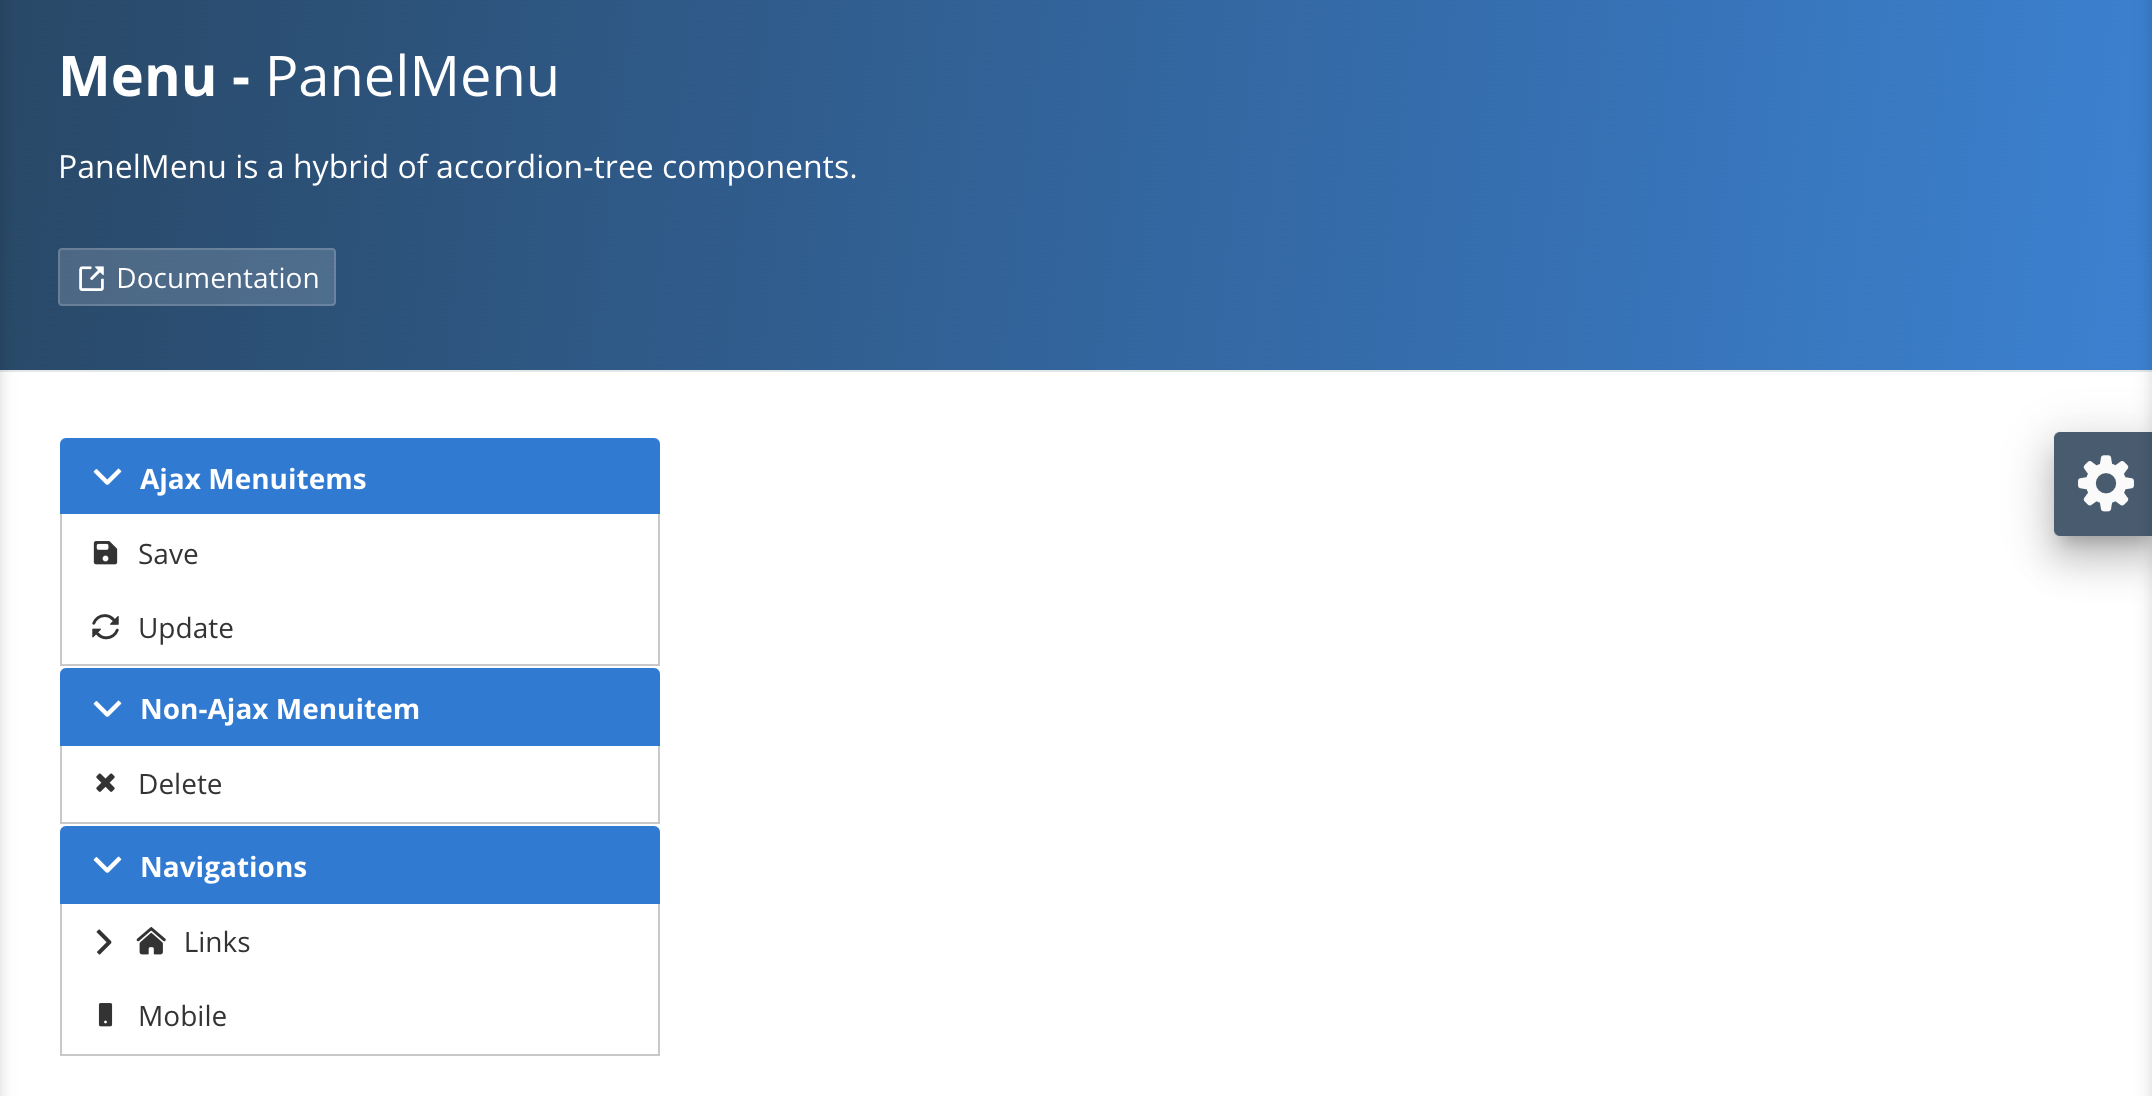 Menu - PanelMenu
PanelMenu is a hybrid of accordion-tree components.
Documentation
Ajax Menuitems
Save
Update
Non-Ajax Menuitem
Delete
Navigations
Links
Mobile